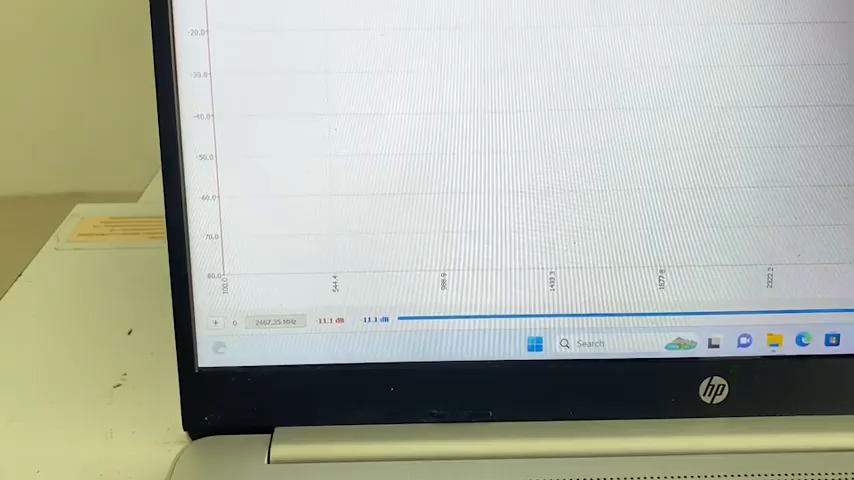 -20.0
-30.0
-40.0
-50.0
-60.0
-70.0
-80.0
100.0 544.4 988.9 1433.3 1877.8 2322.2
+ 0 2467.35 MHz -11.1 dB -11.1 dB
Search
hp